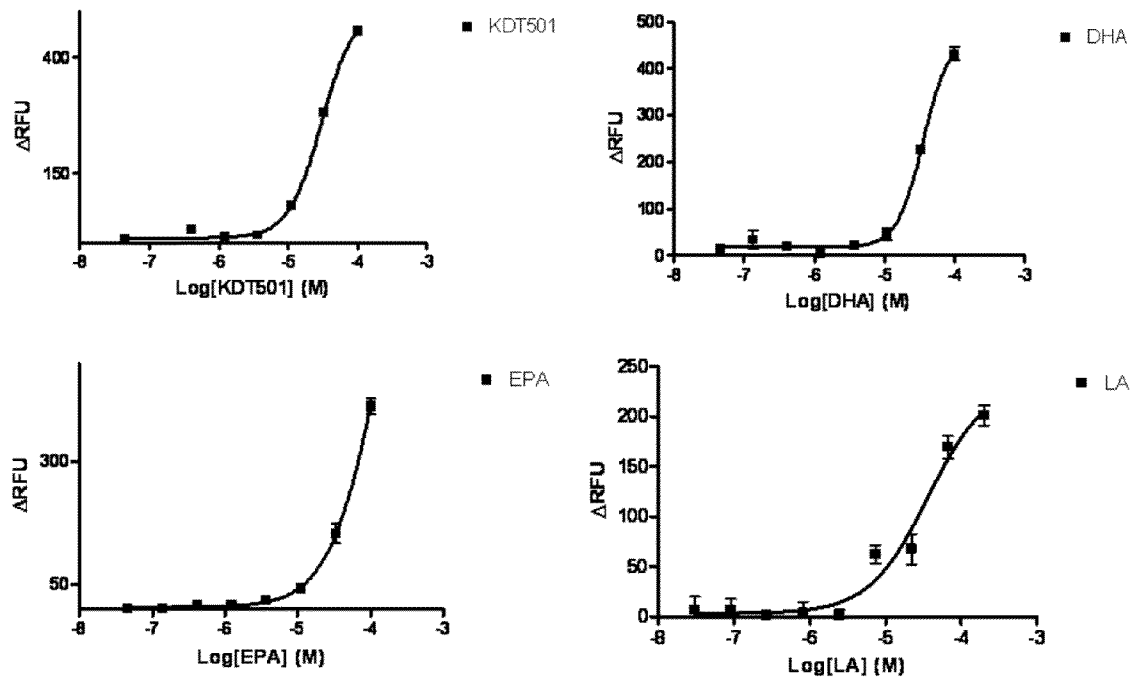 KDT501
400
150
ΔRFU
-8 -7 -6 -5 -4 -3
Log[KDT501] (M)
DHA
500
400
300
200
100
0
ΔRFU
-8 -7 -6 -5 -4 -3
Log[DHA] (M)
EPA
300
50
ΔRFU
-8 -7 -6 -5 -4 -3
Log[EPA] (M)
LA
250
200
150
100
50
0
ΔRFU
-8 -7 -6 -5 -4 -3
Log[LA] (M)